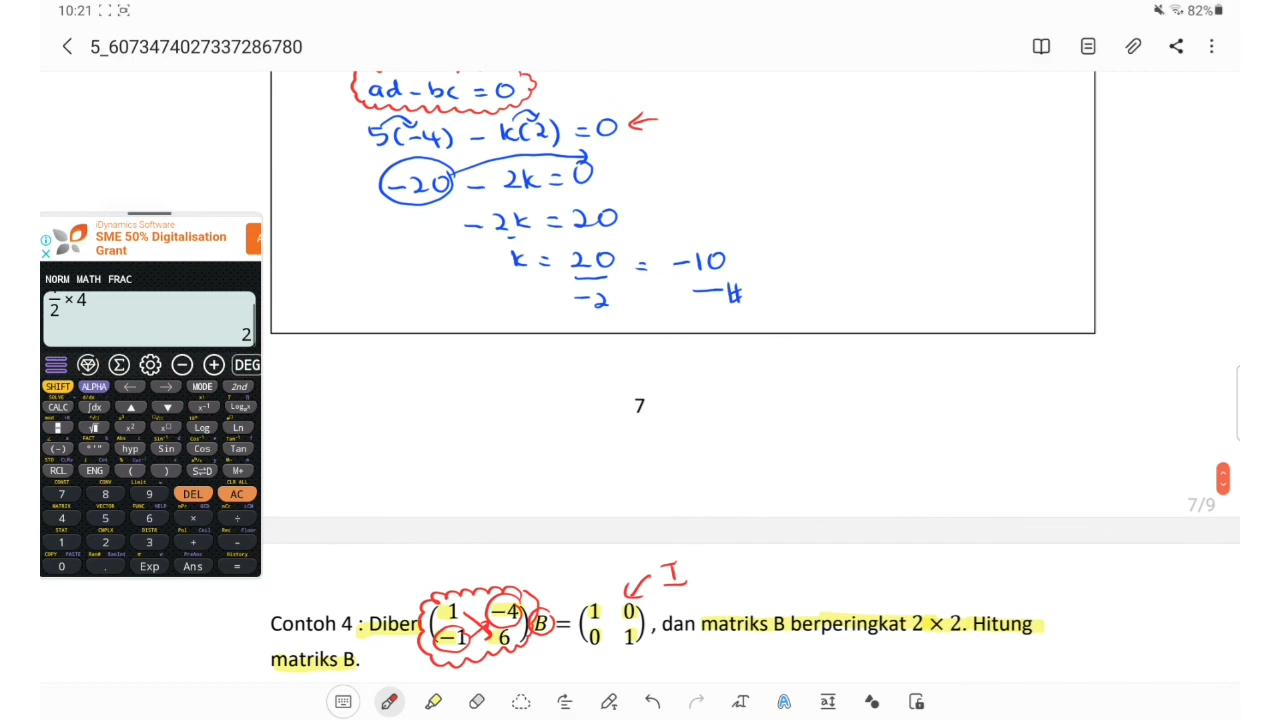 10:21 82%
5_6073474027337286780
ad - bc = 0
5(-4) - k(2) = 0
-20 - 2k = 0
-2k = 20
k = 20/-2 = -10
iDynamics Software
SME 50% Digitalisation
Grant
NORM MATH FRAC
2 × 4
2
DEG
SHIFT ALPHA ← → MODE 2nd
CALC ∫dx ▲ ▼ x⁻¹ Logₐx
√ x² Log Ln
(−) hyp Sin Cos Tan
RCL ENG ( ) S⇌D M+
7 8 9 DEL AC
4 5 6 × ÷
1 2 3 + −
0 . Exp Ans =
7
7/9
I
Contoh 4 : Diber (1 -4 -1 6) B = (1 0 0 1) , dan matriks B berperingkat 2 × 2. Hitung
matriks B.